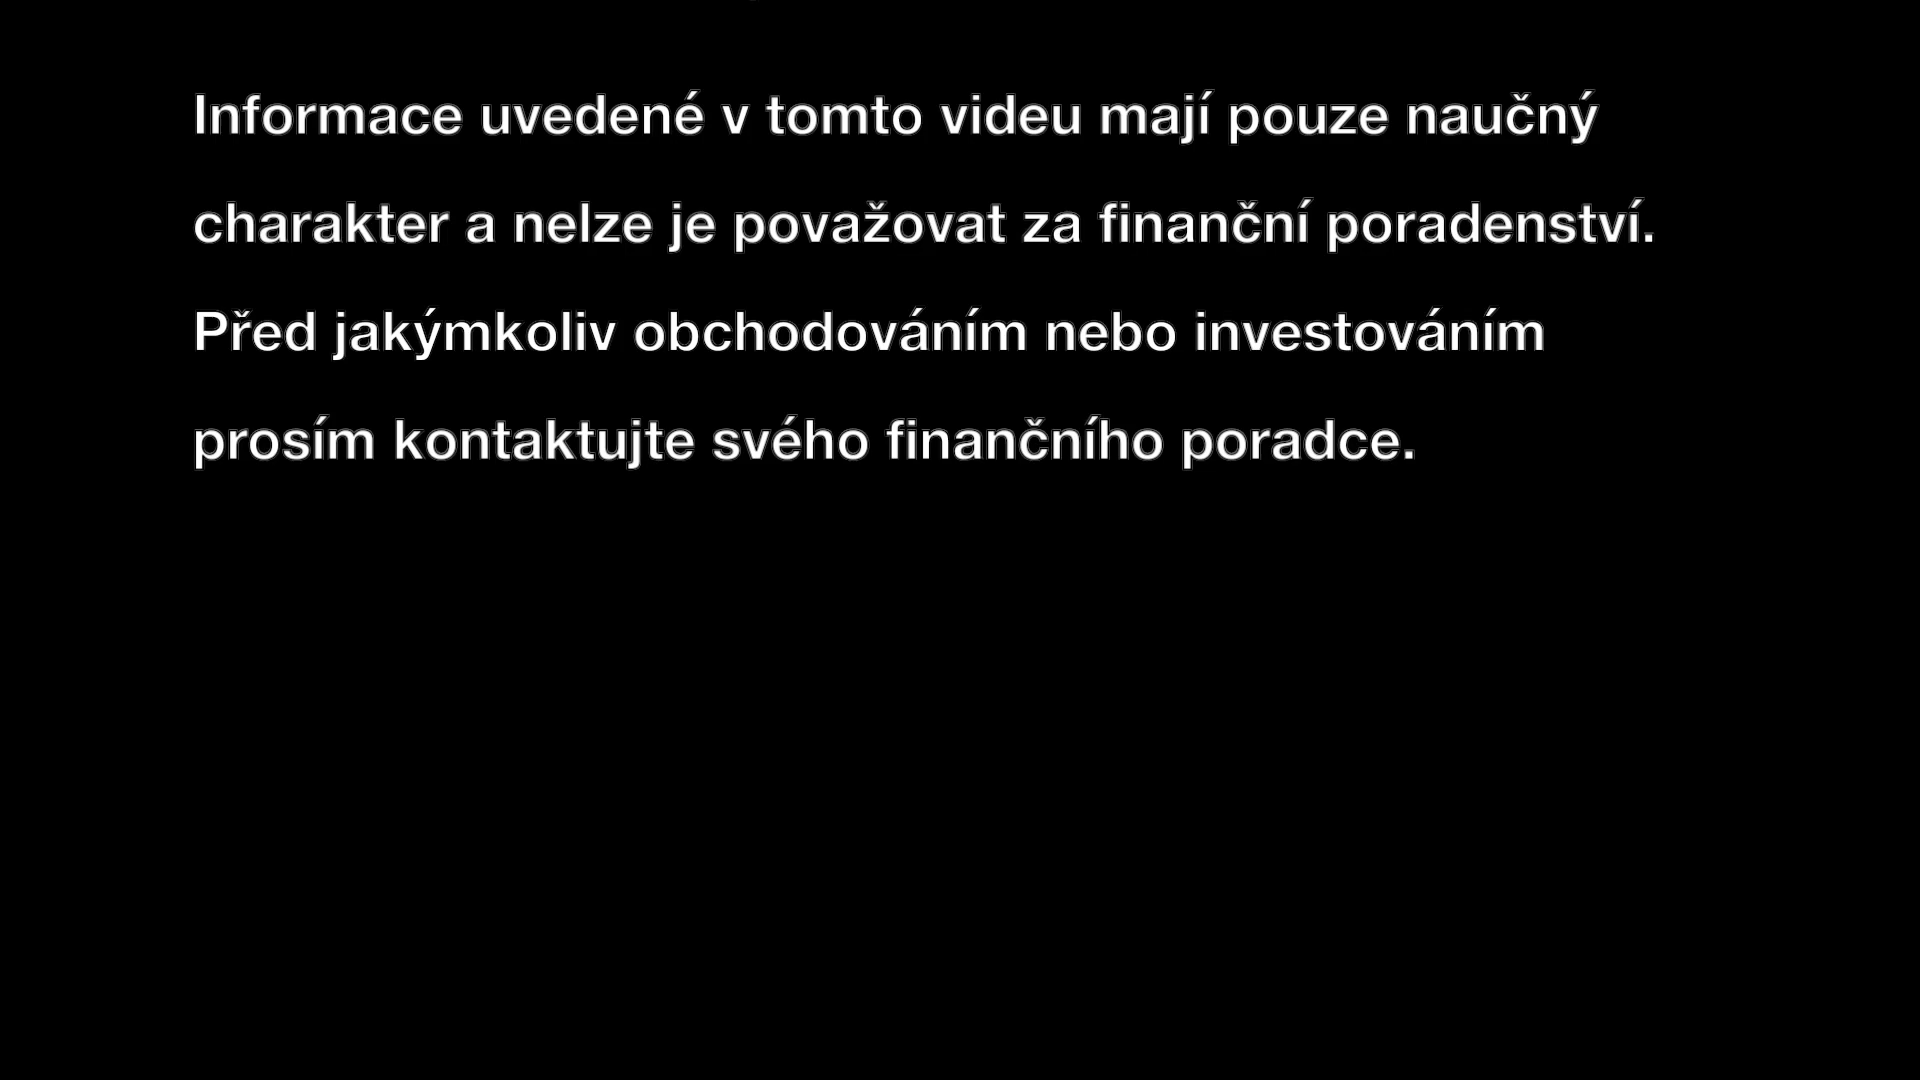 Informace uvedené v tomto videu mají pouze naučný
charakter a nelze je považovat za finanční poradenství.
Před jakýmkoliv obchodováním nebo investováním
prosím kontaktujte svého finančního poradce.